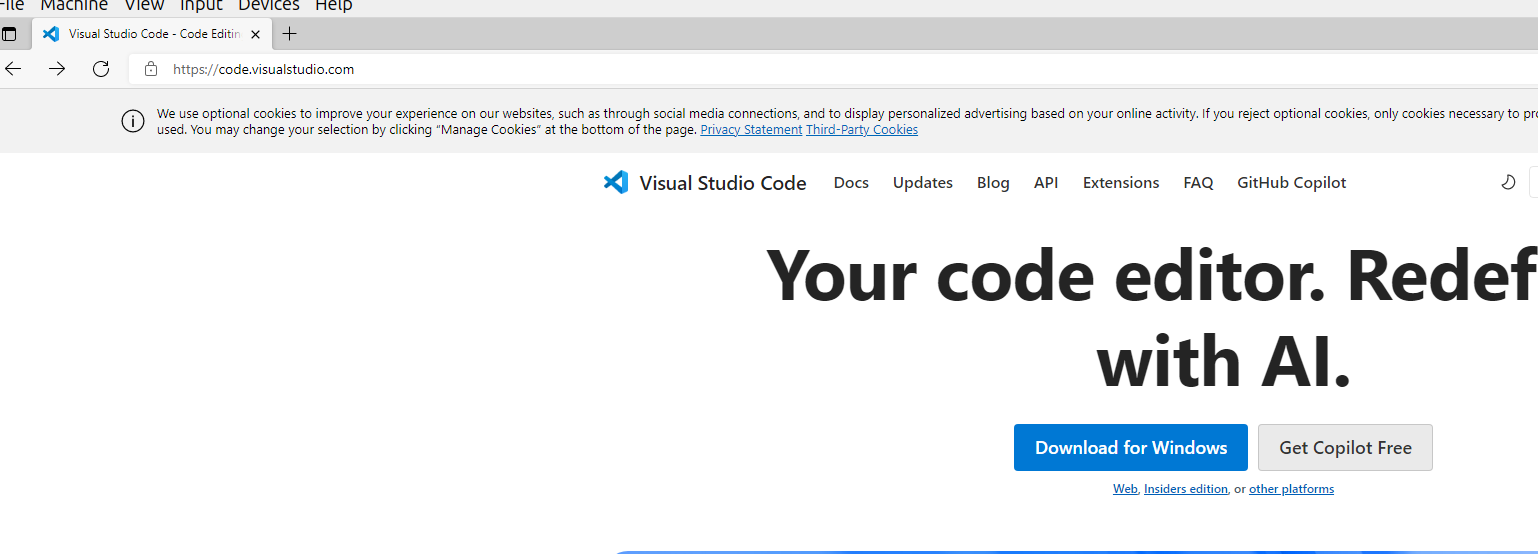 File Machine View Input Devices Help
Visual Studio Code - Code Editin
https://code.visualstudio.com
We use optional cookies to improve your experience on our websites, such as through social media connections, and to display personalized advertising based on your online activity. If you reject optional cookies, only cookies necessary to pro
used. You may change your selection by clicking “Manage Cookies” at the bottom of the page. Privacy Statement Third-Party Cookies
Visual Studio Code Docs Updates Blog API Extensions FAQ GitHub Copilot
Your code editor. Redef
with AI.
Download for Windows Get Copilot Free
Web, Insiders edition, or other platforms